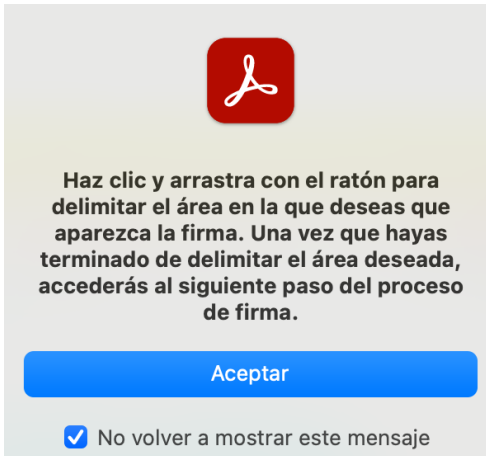 Haz clic y arrastra con el ratón para
delimitar el área en la que deseas que
aparezca la firma. Una vez que hayas
terminado de delimitar el área deseada,
accederás al siguiente paso del proceso
de firma.
Aceptar
No volver a mostrar este mensaje